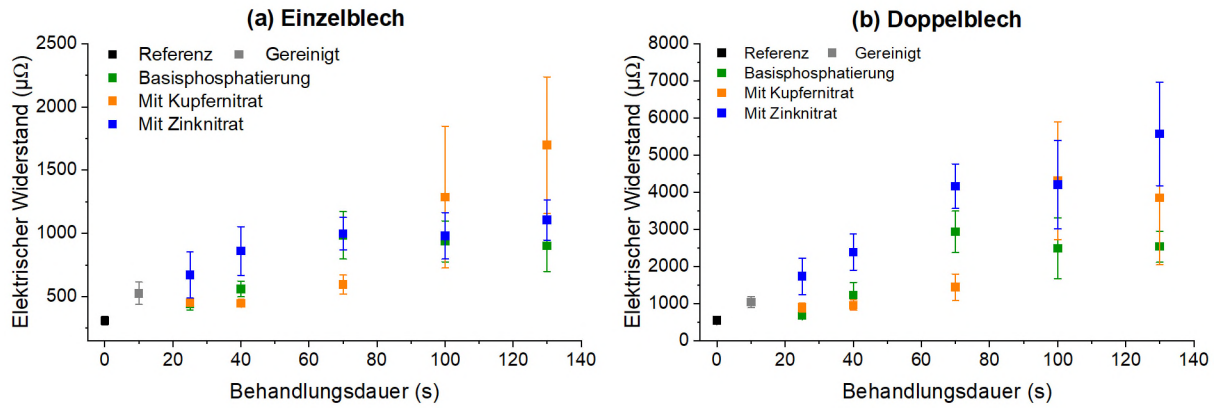 (a) Einzelblech
Elektrischer Widerstand (µΩ)
2500
2000
1500
1000
500
Referenz
Gereinigt
Basisphosphatierung
Mit Kupfernitrat
Mit Zinknitrat
0 20 40 60 80 100 120 140
Behandlungsdauer (s)
(b) Doppelblech
Elektrischer Widerstand (µΩ)
8000
7000
6000
5000
4000
3000
2000
1000
0
Referenz
Gereinigt
Basisphosphatierung
Mit Kupfernitrat
Mit Zinknitrat
0 20 40 60 80 100 120 140
Behandlungsdauer (s)